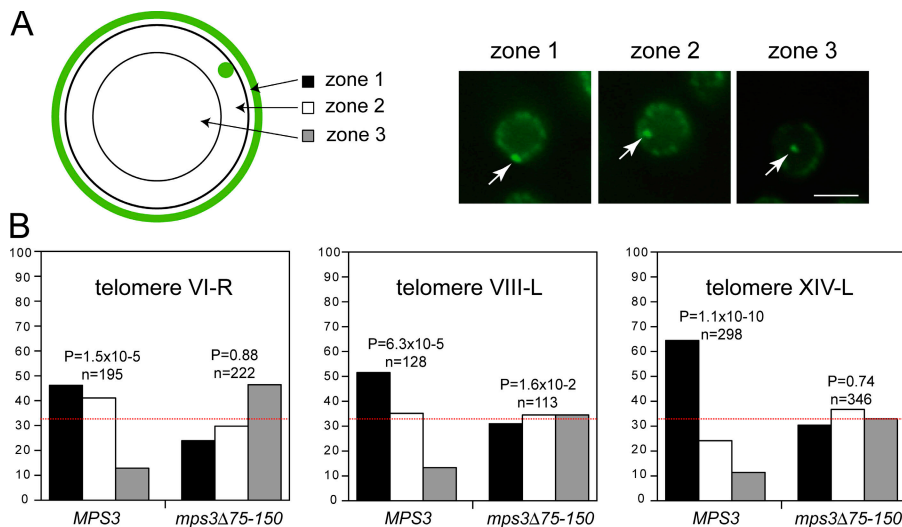 A
zone 1
zone 2
zone 3
zone 1
zone 2
zone 3
B
100
90
80
70
60
50
40
30
20
10
0
telomere VI-R
P=1.5x10-5
n=195
P=0.88
n=222
MPS3
mps3Δ75-150
100
90
80
70
60
50
40
30
20
10
0
telomere VIII-L
P=6.3x10-5
n=128
P=1.6x10-2
n=113
MPS3
mps3Δ75-150
100
90
80
70
60
50
40
30
20
10
0
telomere XIV-L
P=1.1x10-10
n=298
P=0.74
n=346
MPS3
mps3Δ75-150